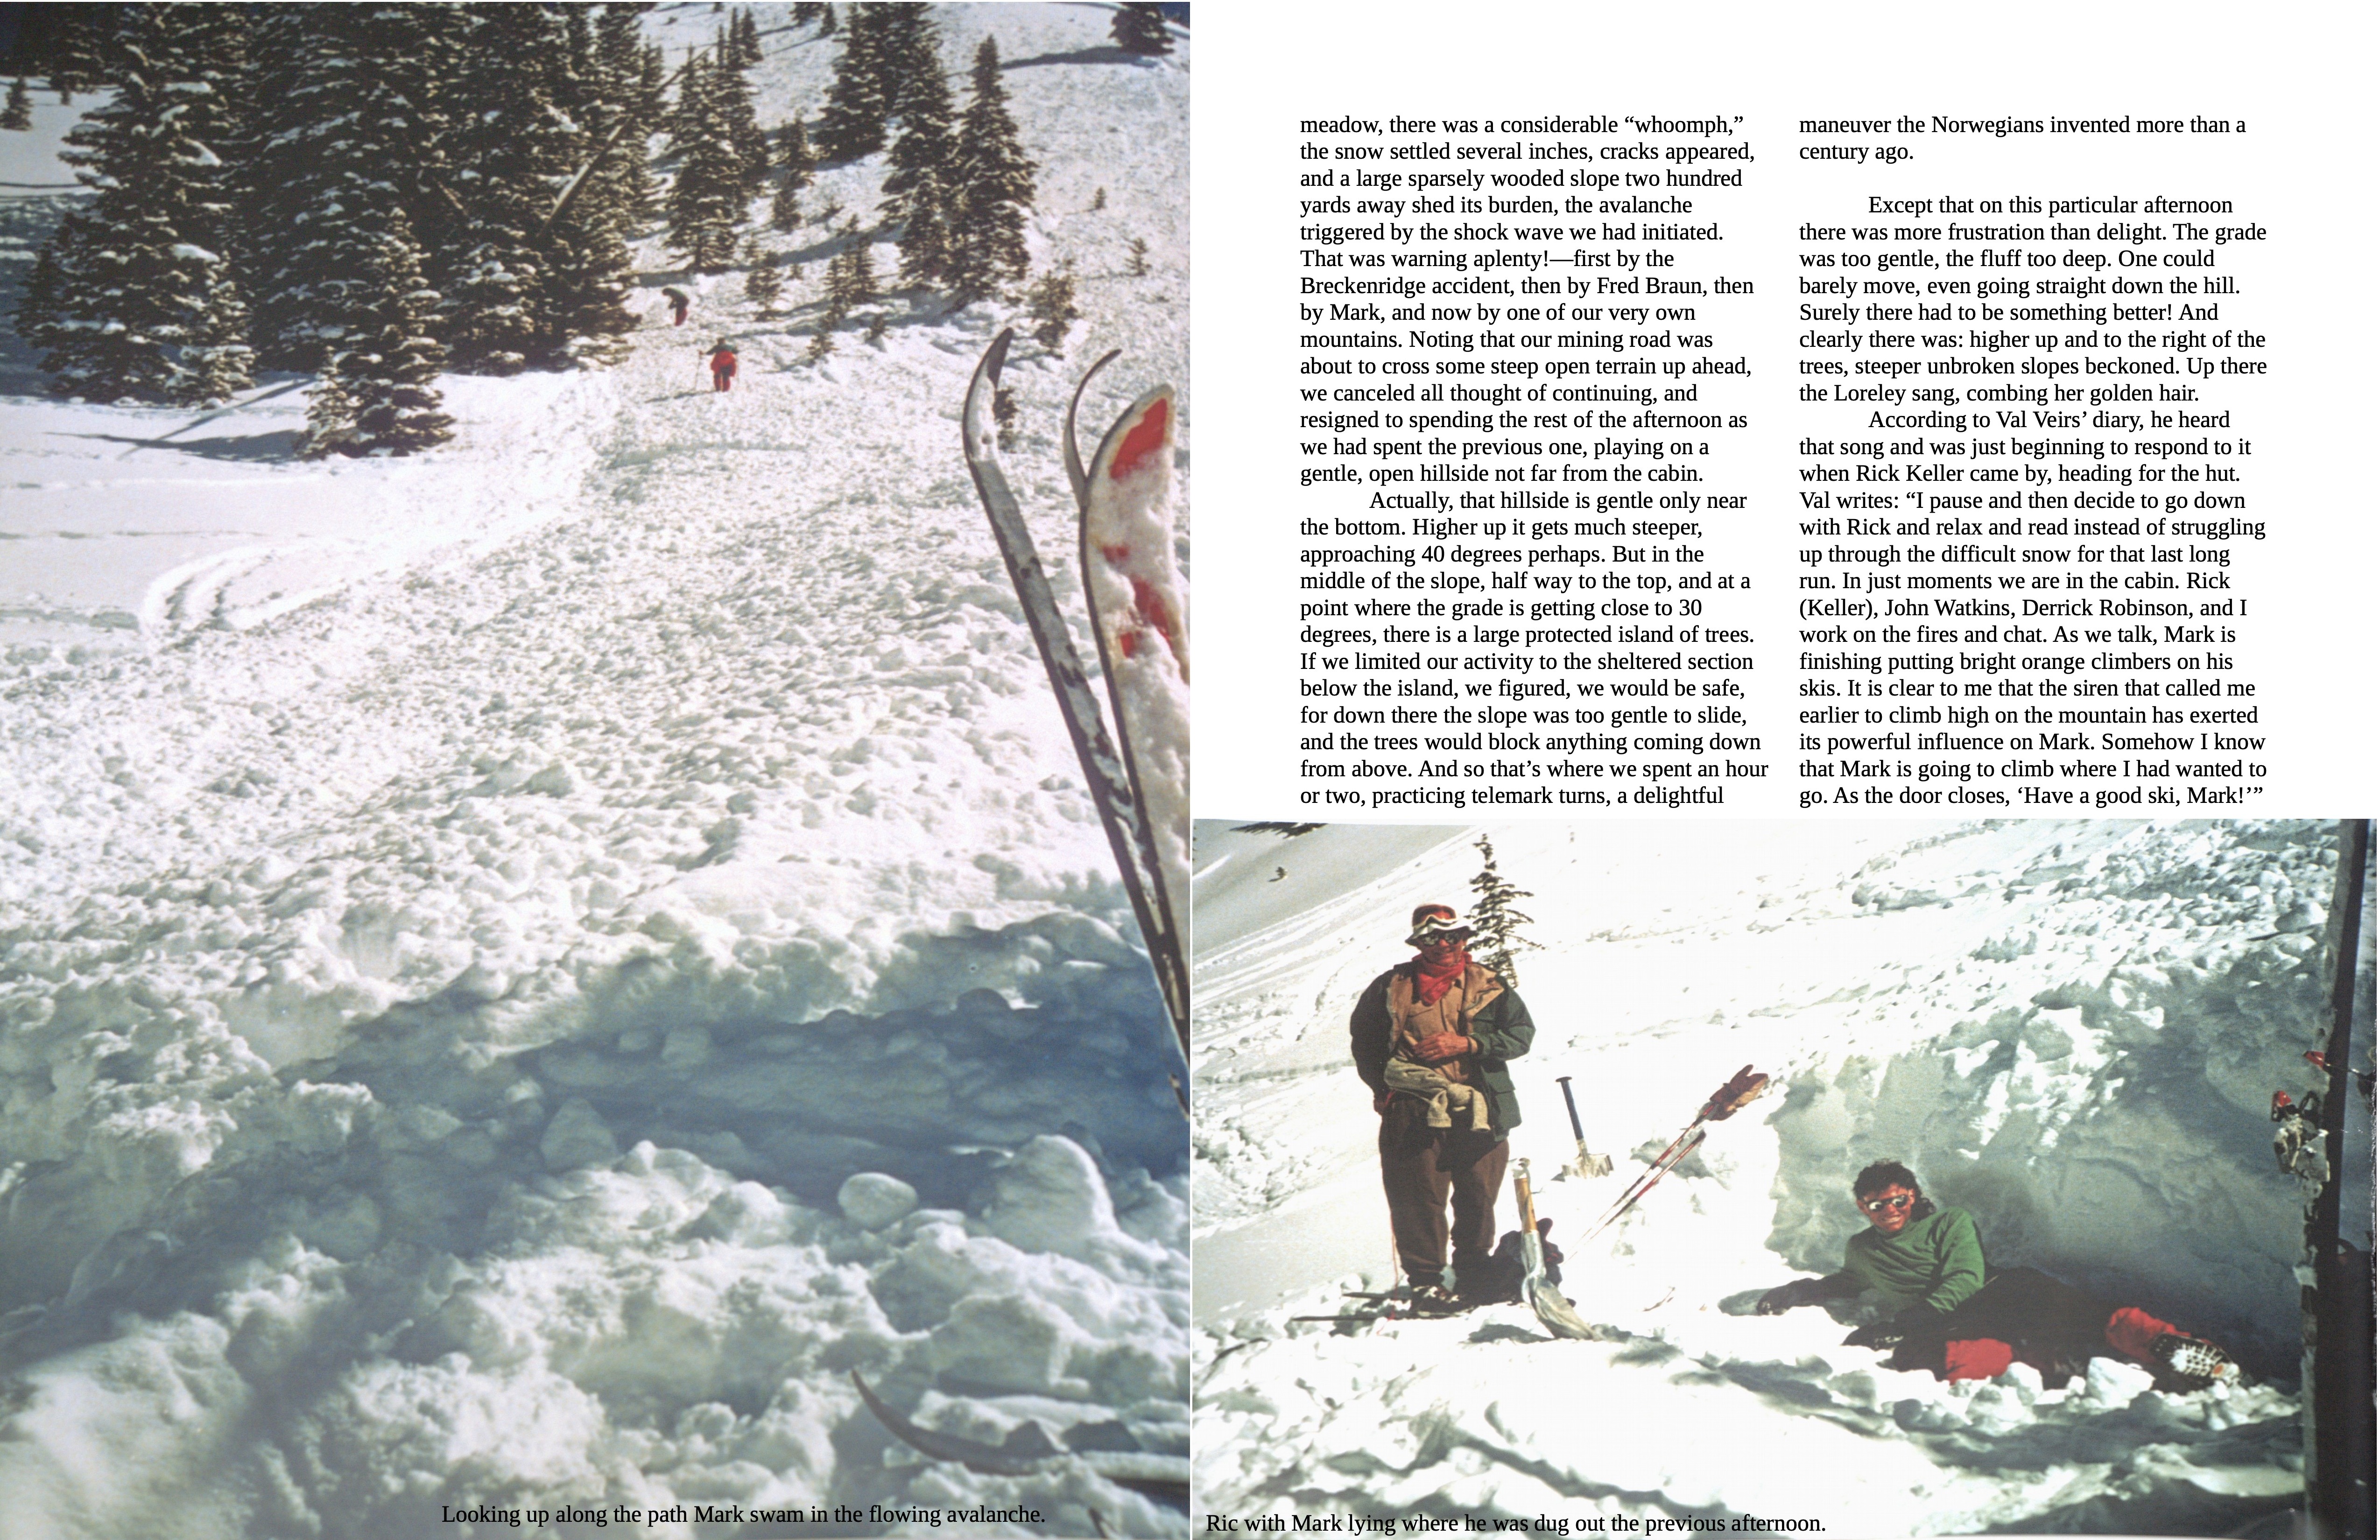 meadow, there was a considerable “whoomph,”
the snow settled several inches, cracks appeared,
and a large sparsely wooded slope two hundred
yards away shed its burden, the avalanche
triggered by the shock wave we had initiated.
That was warning aplenty!—first by the
Breckenridge accident, then by Fred Braun, then
by Mark, and now by one of our very own
mountains. Noting that our mining road was
about to cross some steep open terrain up ahead,
we canceled all thought of continuing, and
resigned to spending the rest of the afternoon as
we had spent the previous one, playing on a
gentle, open hillside not far from the cabin.
Actually, that hillside is gentle only near
the bottom. Higher up it gets much steeper,
approaching 40 degrees perhaps. But in the
middle of the slope, half way to the top, and at a
point where the grade is getting close to 30
degrees, there is a large protected island of trees.
If we limited our activity to the sheltered section
below the island, we figured, we would be safe,
for down there the slope was too gentle to slide,
and the trees would block anything coming down
from above. And so that’s where we spent an hour
or two, practicing telemark turns, a delightful
maneuver the Norwegians invented more than a
century ago.
Except that on this particular afternoon
there was more frustration than delight. The grade
was too gentle, the fluff too deep. One could
barely move, even going straight down the hill.
Surely there had to be something better! And
clearly there was: higher up and to the right of the
trees, steeper unbroken slopes beckoned. Up there
the Loreley sang, combing her golden hair.
According to Val Veirs’ diary, he heard
that song and was just beginning to respond to it
when Rick Keller came by, heading for the hut.
Val writes: “I pause and then decide to go down
with Rick and relax and read instead of struggling
up through the difficult snow for that last long
run. In just moments we are in the cabin. Rick
(Keller), John Watkins, Derrick Robinson, and I
work on the fires and chat. As we talk, Mark is
finishing putting bright orange climbers on his
skis. It is clear to me that the siren that called me
earlier to climb high on the mountain has exerted
its powerful influence on Mark. Somehow I know
that Mark is going to climb where I had wanted to
go. As the door closes, ‘Have a good ski, Mark!’”
Looking up along the path Mark swam in the flowing avalanche.
Ric with Mark lying where he was dug out the previous afternoon.